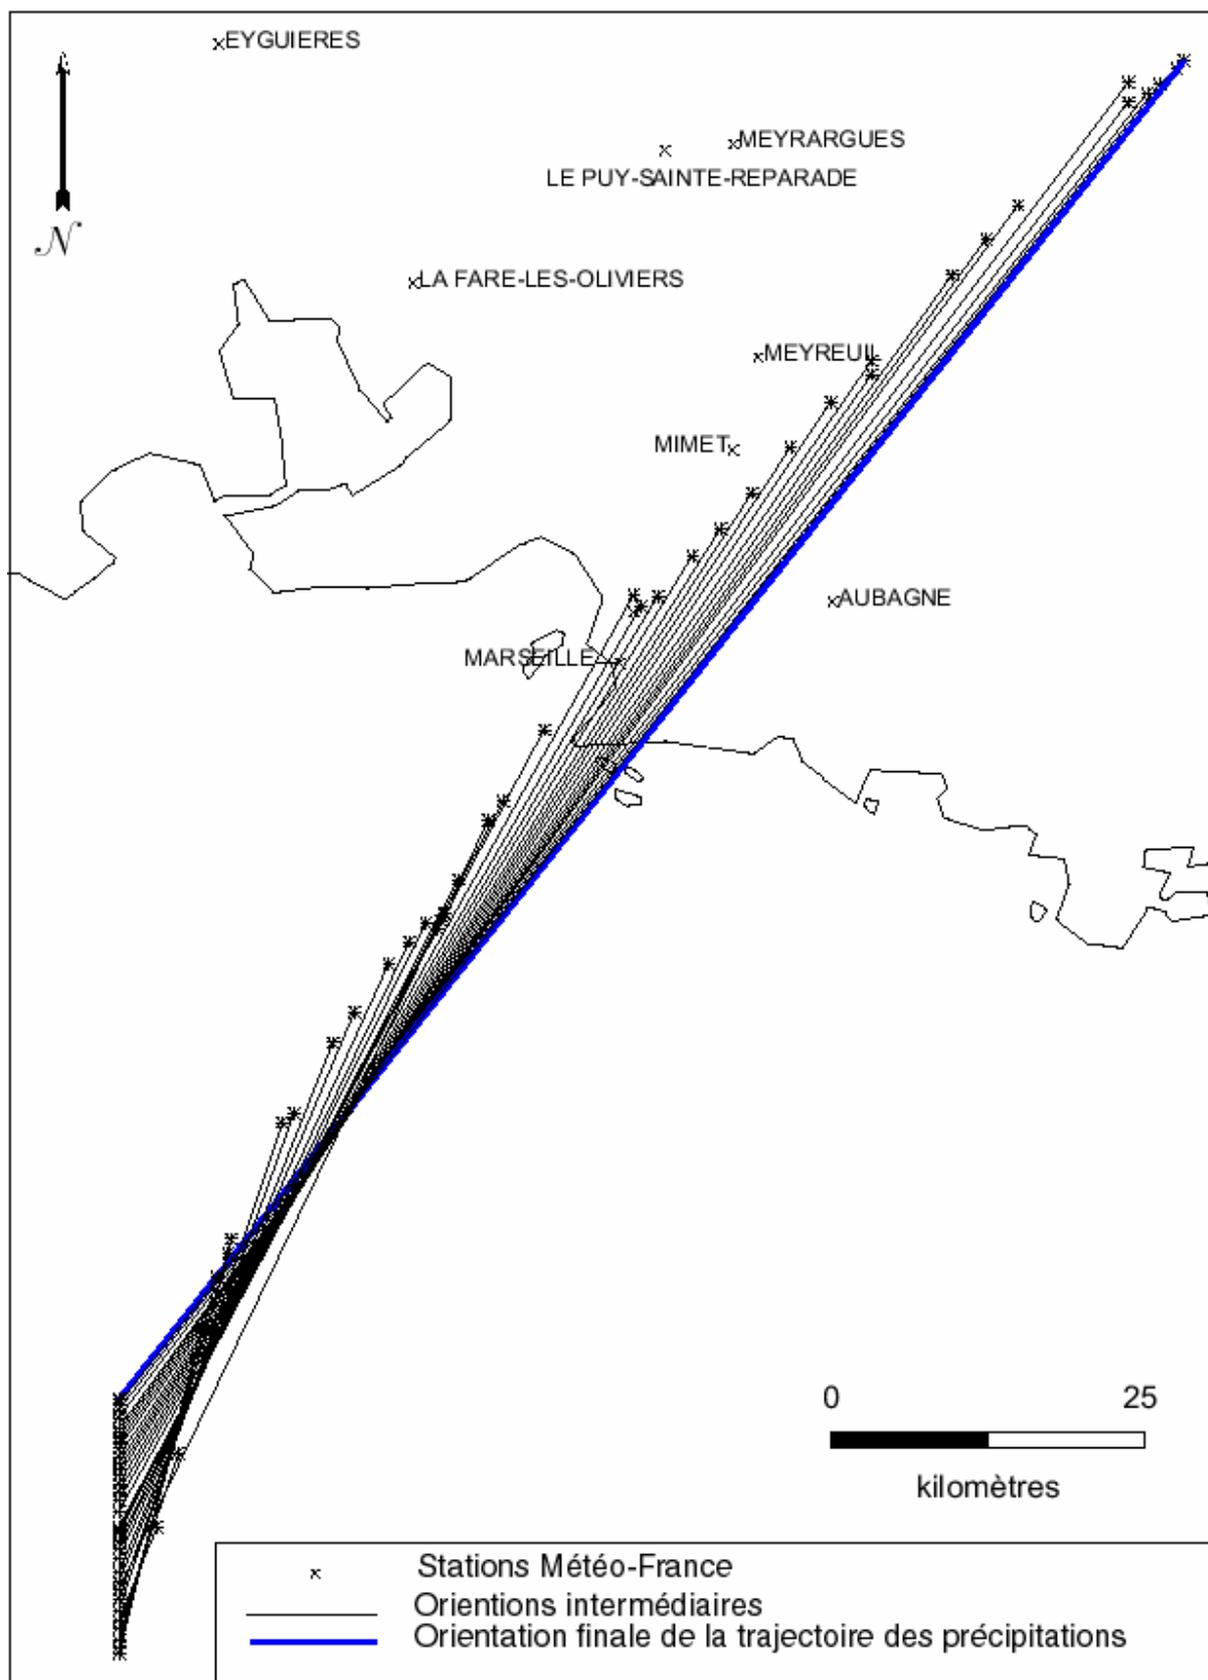 EYGUIERES
MEYRARGUES
LE PUY-SAINTE-REPARADE
N
LA FARE-LES-OLIVIERS
MEYREUIL
MIMET
AUBAGNE
MARSEILLE
0 25
kilomètres
Stations Météo-France
Orientions intermédiaires
Orientation finale de la trajectoire des précipitations